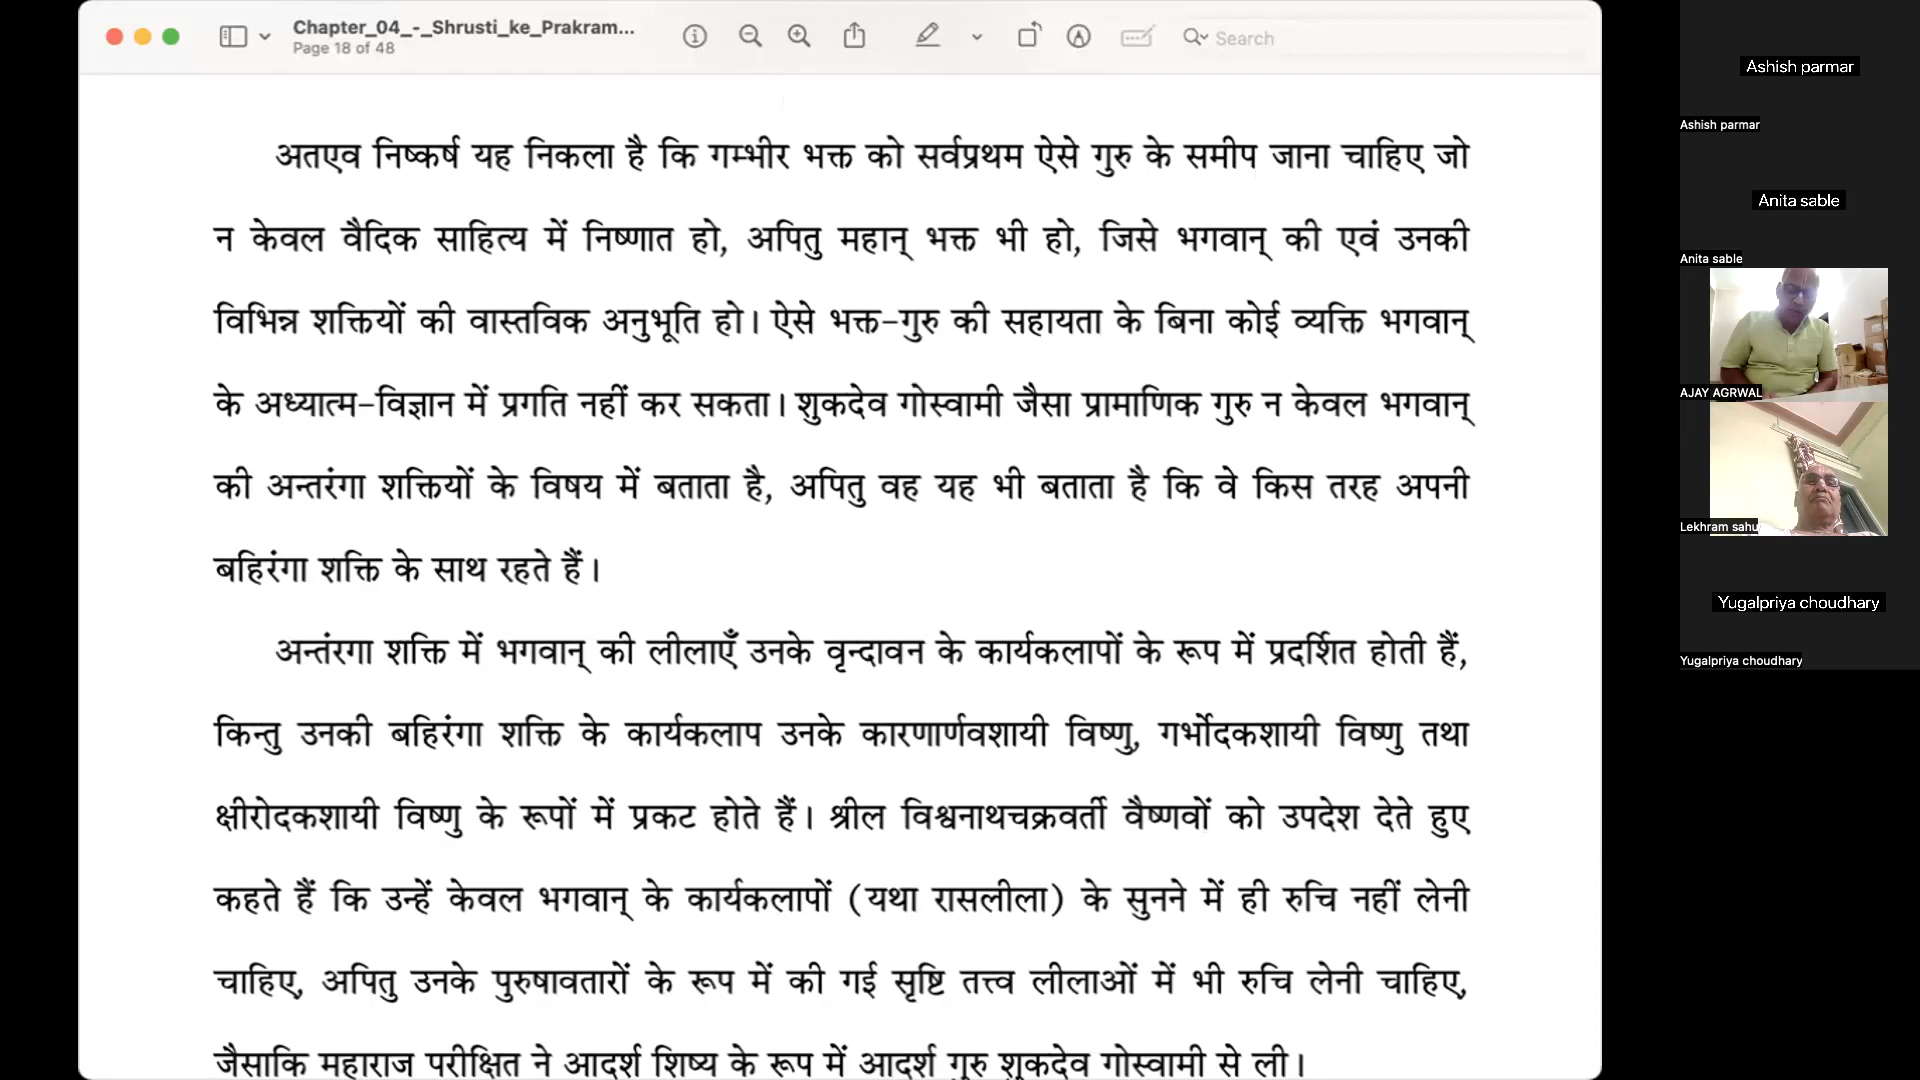 Chapter_04_-_Shrusti_ke_Prakram...
Page 18 of 48
Search
अतएव निष्कर्ष यह निकला है कि गम्भीर भक्त को सर्वप्रथम ऐसे गुरु के समीप जाना चाहिए जो
न केवल वैदिक साहित्य में निष्णात हो, अपितु महान् भक्त भी हो, जिसे भगवान् की एवं उनकी
विभिन्न शक्तियों की वास्तविक अनुभूति हो। ऐसे भक्त-गुरु की सहायता के बिना कोई व्यक्ति भगवान्
के अध्यात्म-विज्ञान में प्रगति नहीं कर सकता। शुकदेव गोस्वामी जैसा प्रामाणिक गुरु न केवल भगवान्
की अन्तरंगा शक्तियों के विषय में बताता है, अपितु वह यह भी बताता है कि वे किस तरह अपनी
बहिरंगा शक्ति के साथ रहते हैं।
अन्तंरगा शक्ति में भगवान् की लीलाएँ उनके वृन्दावन के कार्यकलापों के रूप में प्रदर्शित होती हैं,
किन्तु उनकी बहिरंगा शक्ति के कार्यकलाप उनके कारणार्णवशायी विष्णु, गर्भोदकशायी विष्णु तथा
क्षीरोदकशायी विष्णु के रूपों में प्रकट होते हैं। श्रील विश्वनाथचक्रवर्ती वैष्णवों को उपदेश देते हुए
कहते हैं कि उन्हें केवल भगवान् के कार्यकलापों (यथा रासलीला) के सुनने में ही रुचि नहीं लेनी
चाहिए, अपितु उनके पुरुषावतारों के रूप में की गई सृष्टि तत्त्व लीलाओं में भी रुचि लेनी चाहिए,
जैसाकि महाराज परीक्षित ने आदर्श शिष्य के रूप में आदर्श गुरु शुकदेव गोस्वामी से ली।
Ashish parmar
Ashish parmar
Anita sable
Anita sable
AJAY AGRWAL
Lekhram sahu
Yugalpriya choudhary
Yugalpriya choudhary